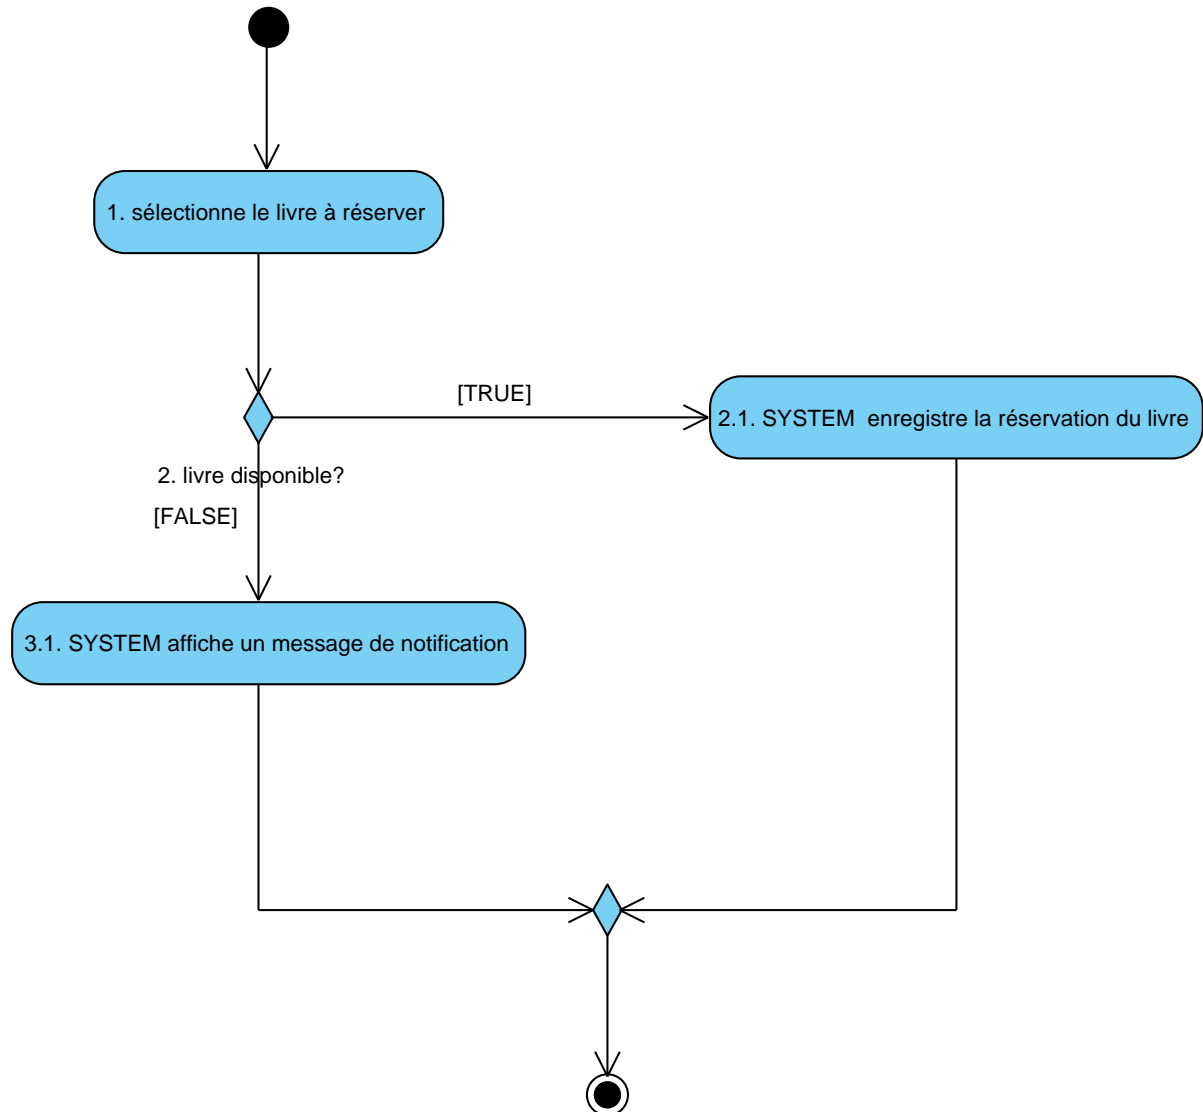 1. sélectionne le livre à réserver
[TRUE]
2.1. SYSTEM  enregistre la réservation du livre
2. livre disponible?
[FALSE]
3.1. SYSTEM affiche un message de notification